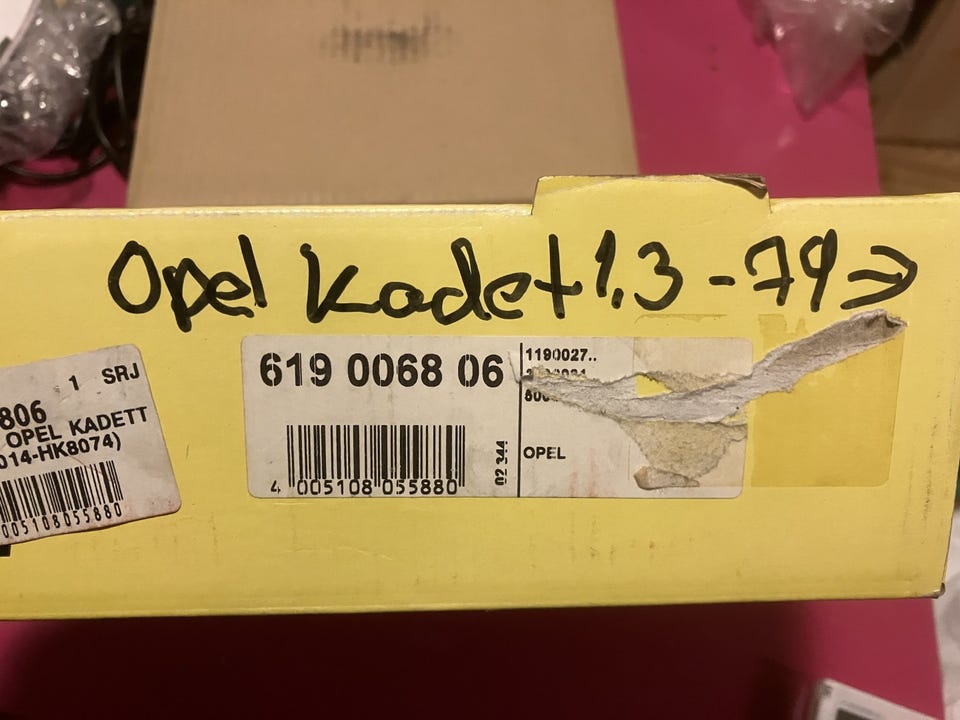 Opel Kadet 1.3 - 79 ⇒
1 SRJ
806
OPEL KADETT
014-HK8074)
005108055880
619 0068 06
4 005108 055880
02 344
1190027..
OPEL